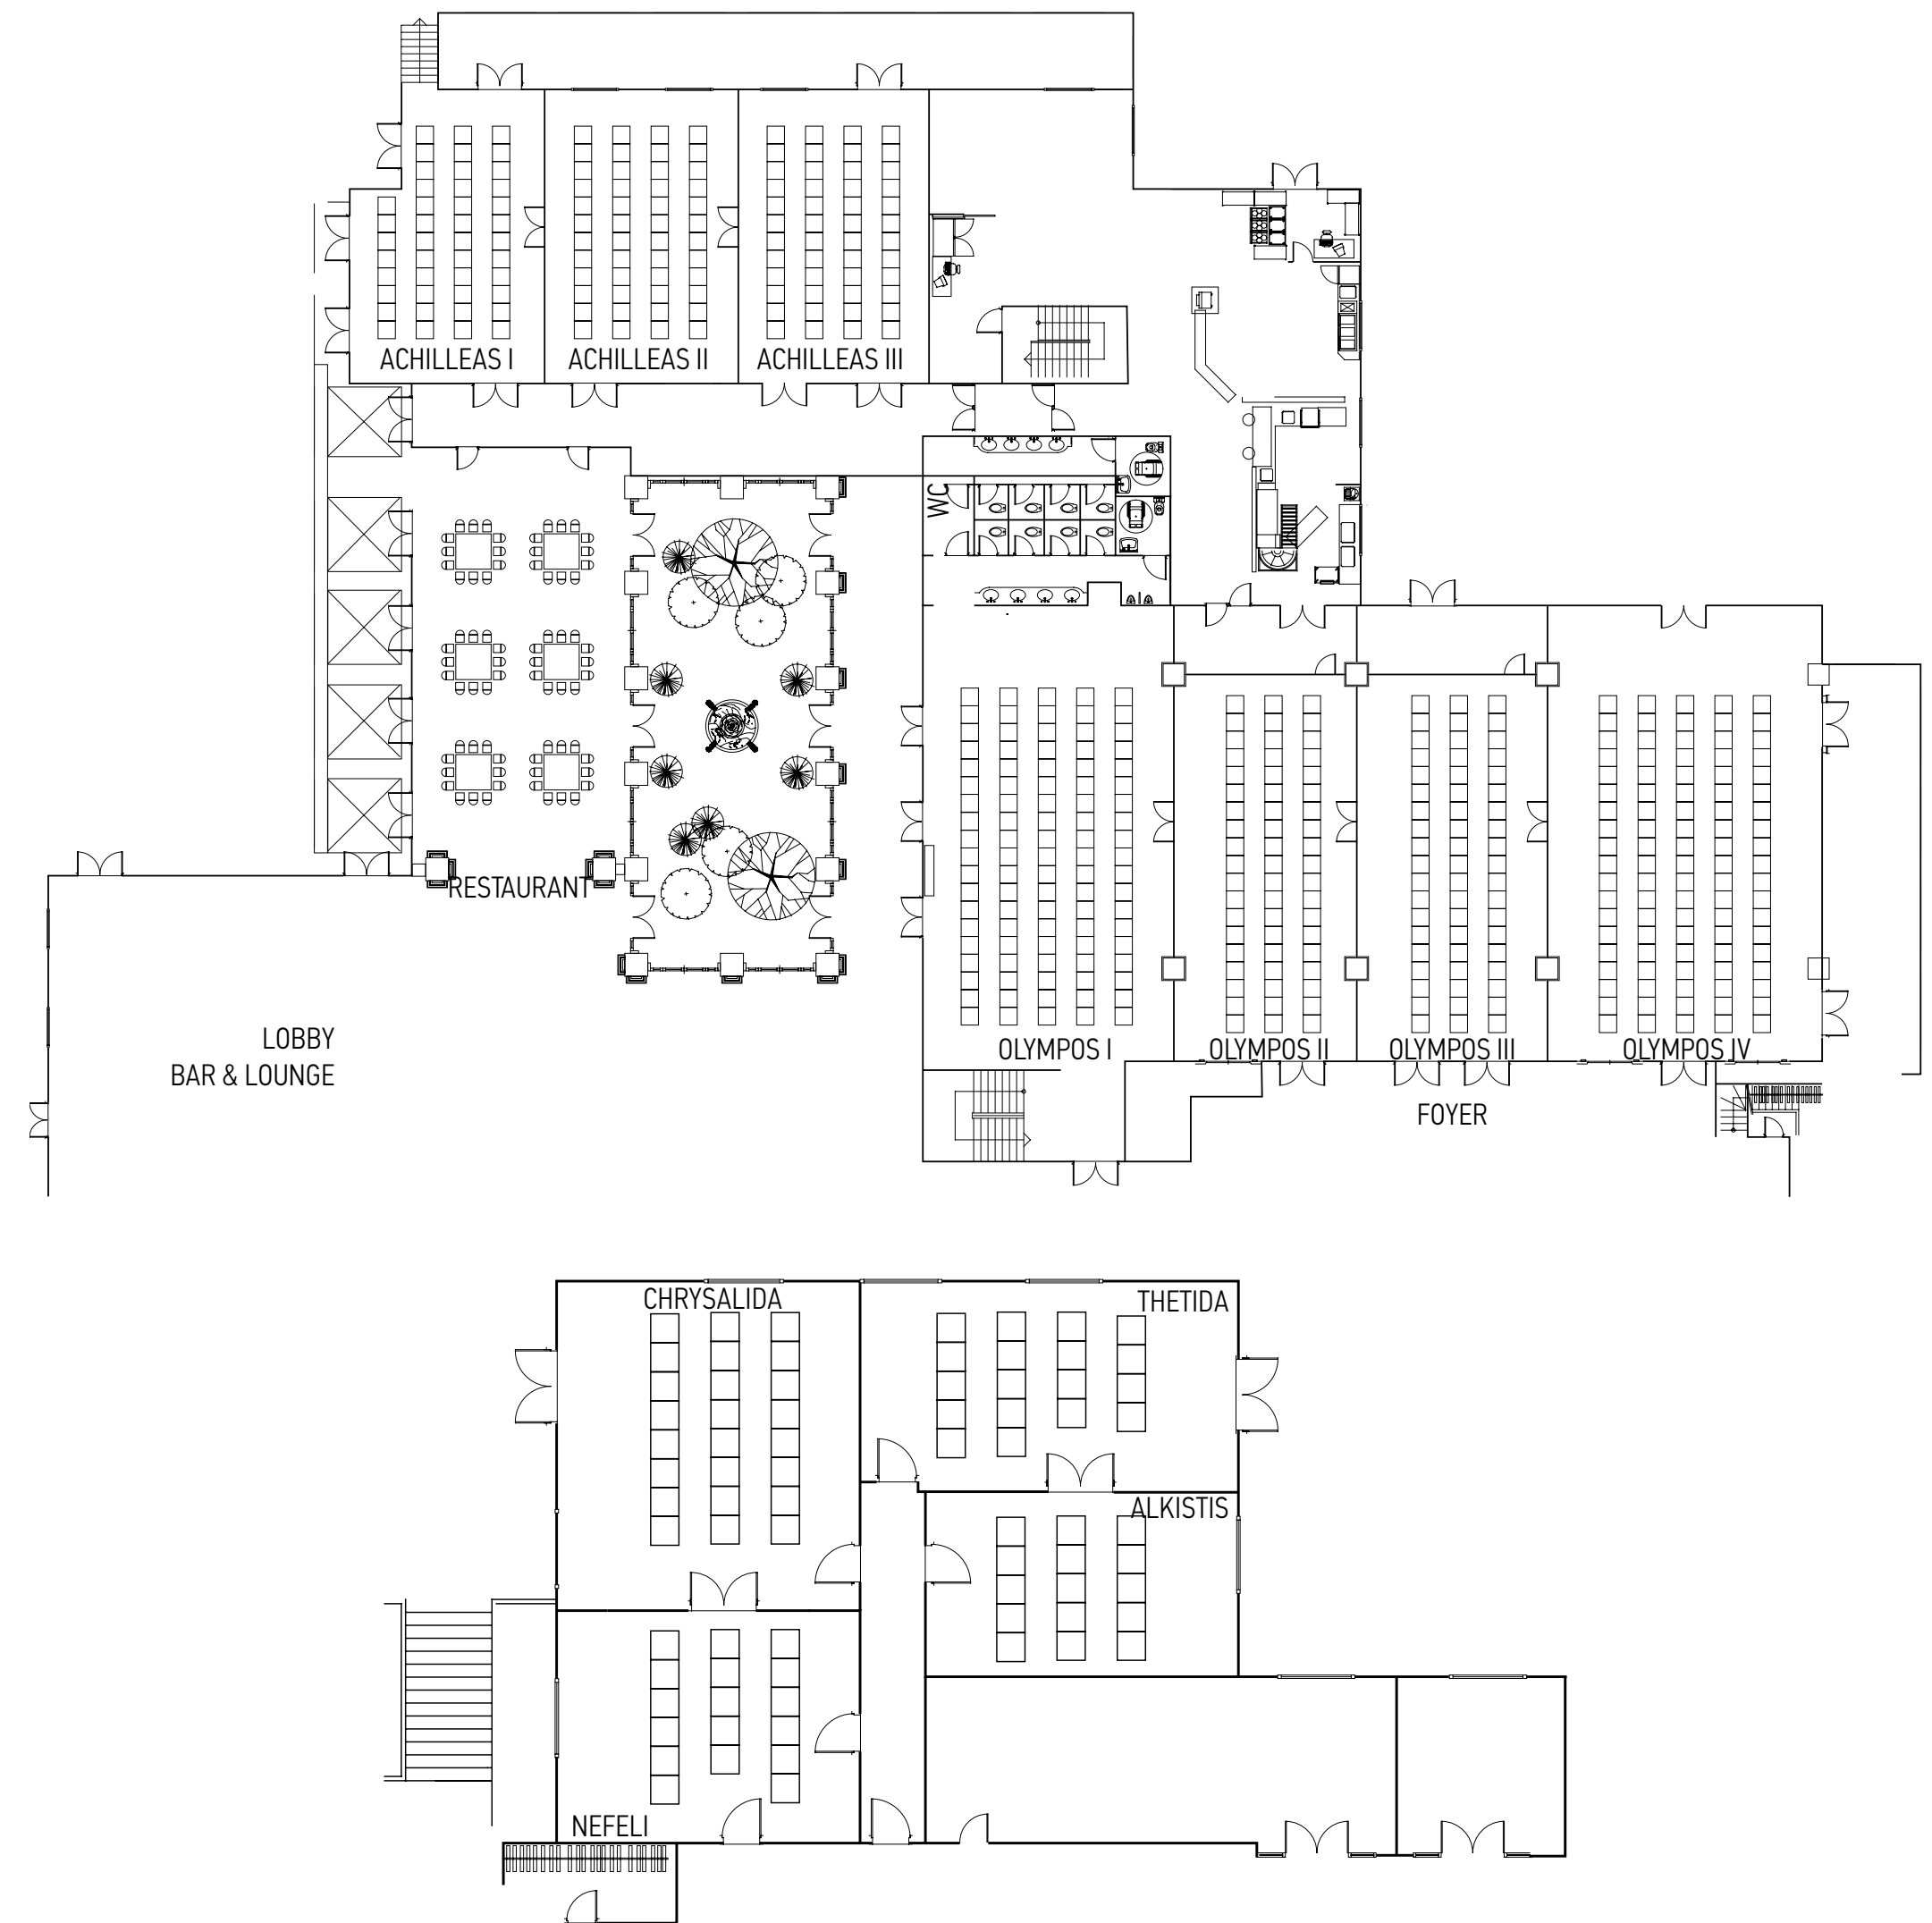 ACHILLEAS I
ACHILLEAS II
ACHILLEAS III
WC
RESTAURANT
LOBBY
BAR & LOUNGE
OLYMPOS I
OLYMPOS II
OLYMPOS III
OLYMPOS IV
FOYER
CHRYSALIDA
THETIDA
ALKISTIS
NEFELI